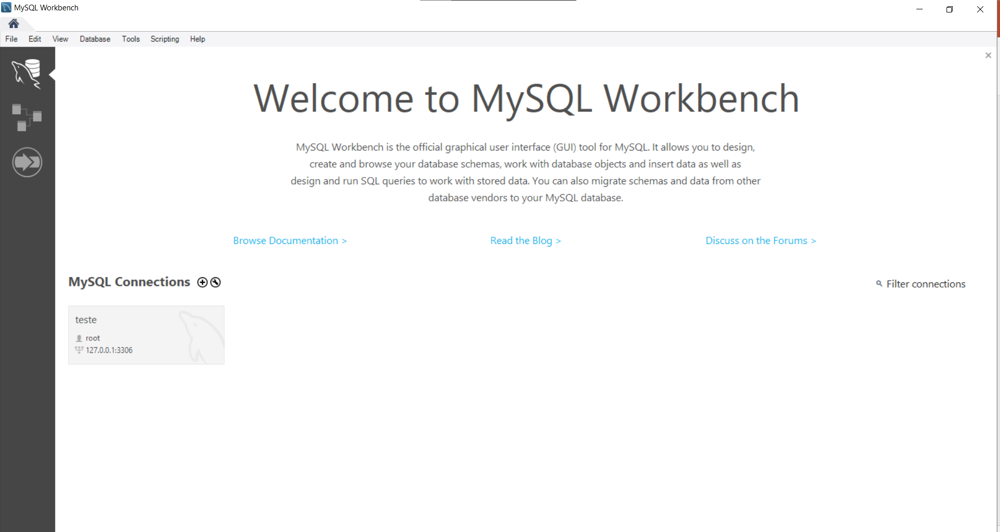 MySQL Workbench
File Edit View Database Tools Scripting Help
Welcome to MySQL Workbench
MySQL Workbench is the official graphical user interface (GUI) tool for MySQL. It allows you to design,
create and browse your database schemas, work with database objects and insert data as well as
design and run SQL queries to work with stored data. You can also migrate schemas and data from other
database vendors to your MySQL database.
Browse Documentation > Read the Blog > Discuss on the Forums >
MySQL Connections Filter connections
teste
root
127.0.0.1:3306